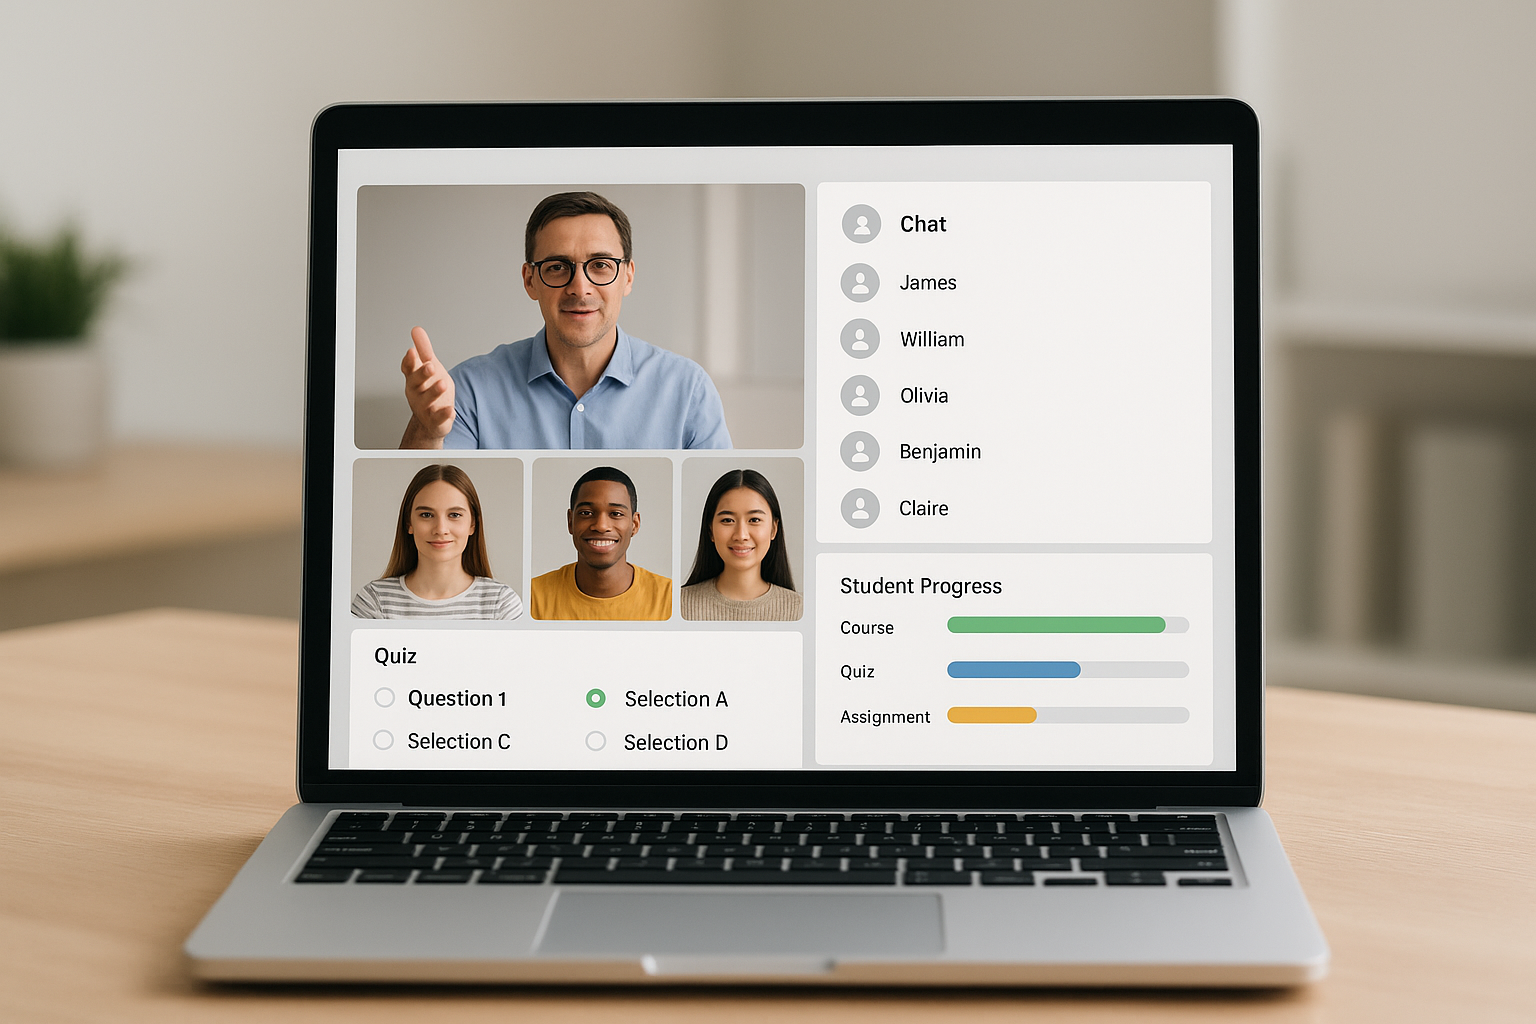 Chat
James
William
Olivia
Benjamin
Claire
Quiz
Question 1
Selection A
Selection C
Selection D
Student Progress
Course
Quiz
Assignment